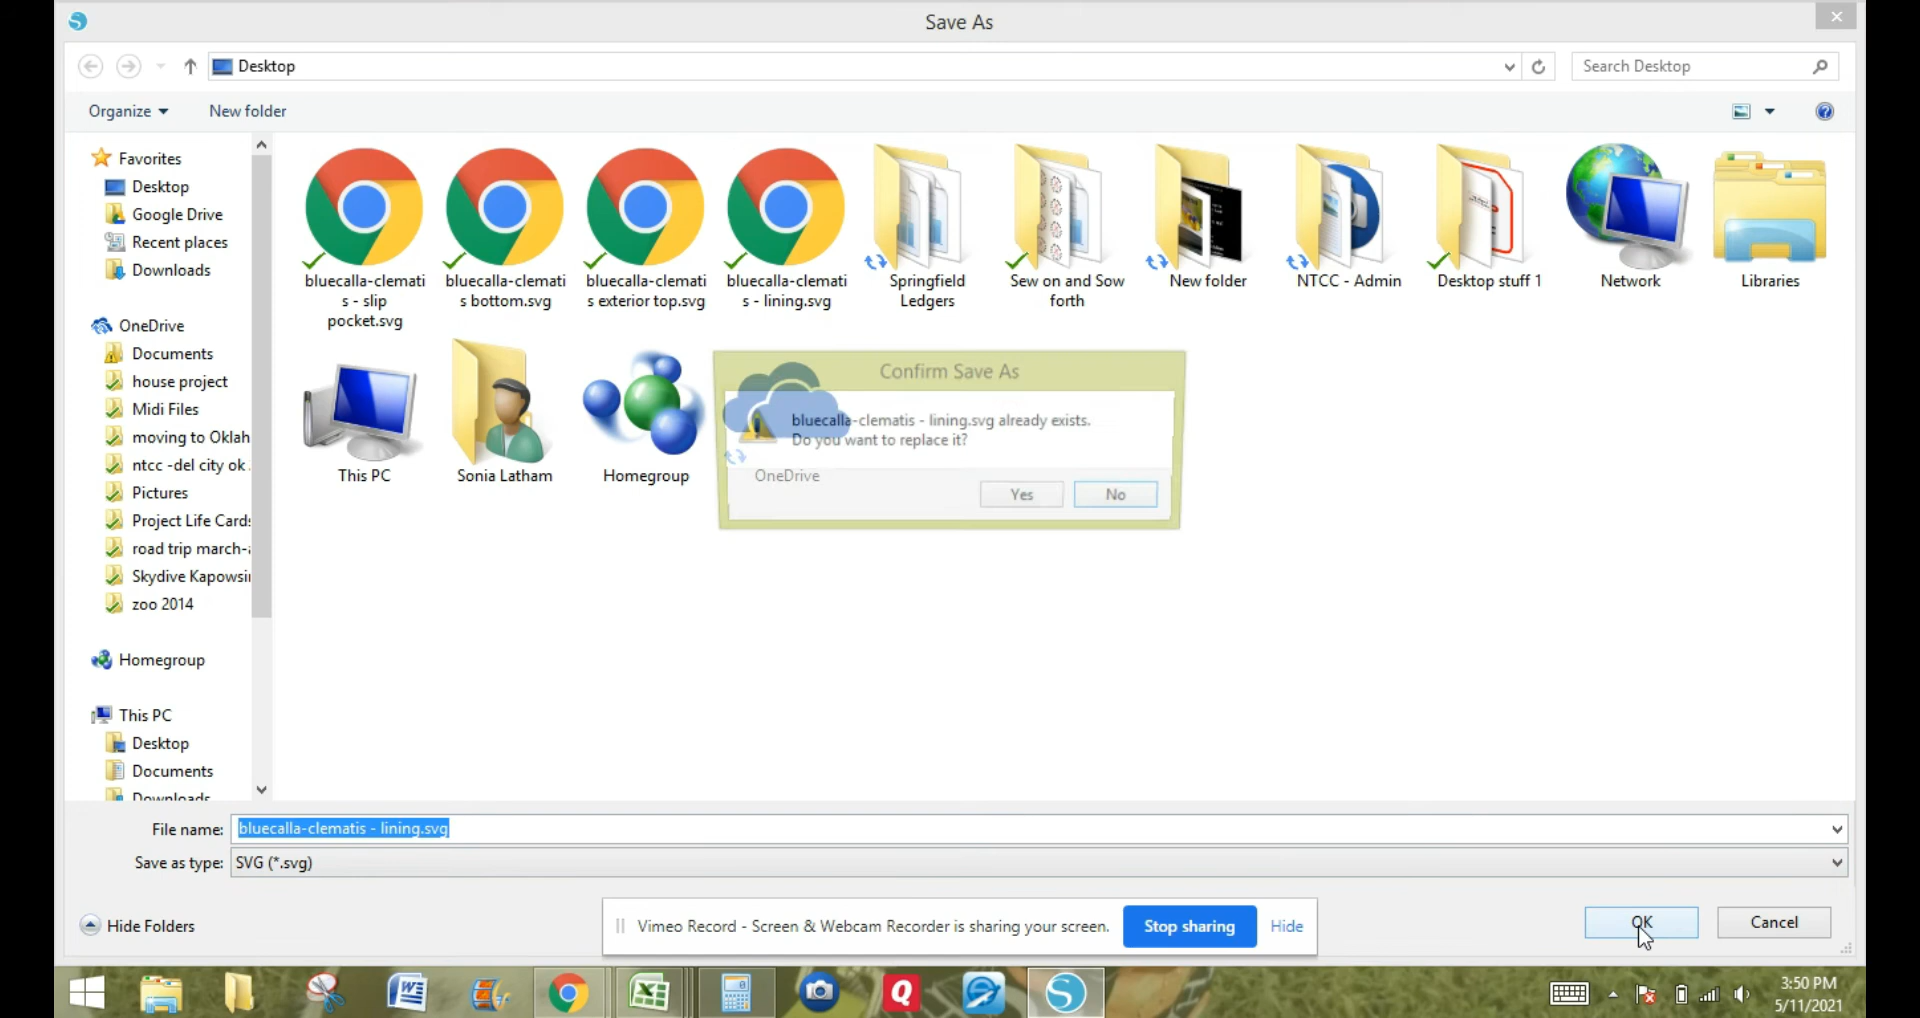 Save As
Desktop
Search Desktop
Organize
New folder
Favorites
Desktop
Google Drive
Recent places
Downloads
OneDrive
Documents
house project
Midi Files
moving to Oklah
ntcc -del city ok .
Pictures
Project Life Card
road trip march-
Skydive Kapowsi
zoo 2014
Homegroup
This PC
Desktop
Documents
Downloads
bluecalla-clemati
s - slip
pocket.svg
bluecalla-clemati
s bottom.svg
bluecalla-clemati
s exterior top.svg
bluecalla-clemati
s - lining.svg
Springfield
Ledgers
Sew on and Sow
forth
New folder
NTCC - Admin
Desktop stuff 1
Network
Libraries
This PC
Sonia Latham
Homegroup
OneDrive
Confirm Save As
bluecalla-clematis - lining.svg already exists.
Do you want to replace it?
Yes
No
File name:
bluecalla-clematis - lining.svg
Save as type:
SVG (*.svg)
Hide Folders
Vimeo Record - Screen & Webcam Recorder is sharing your screen.
Stop sharing
Hide
OK
Cancel
3:50 PM
5/11/2021